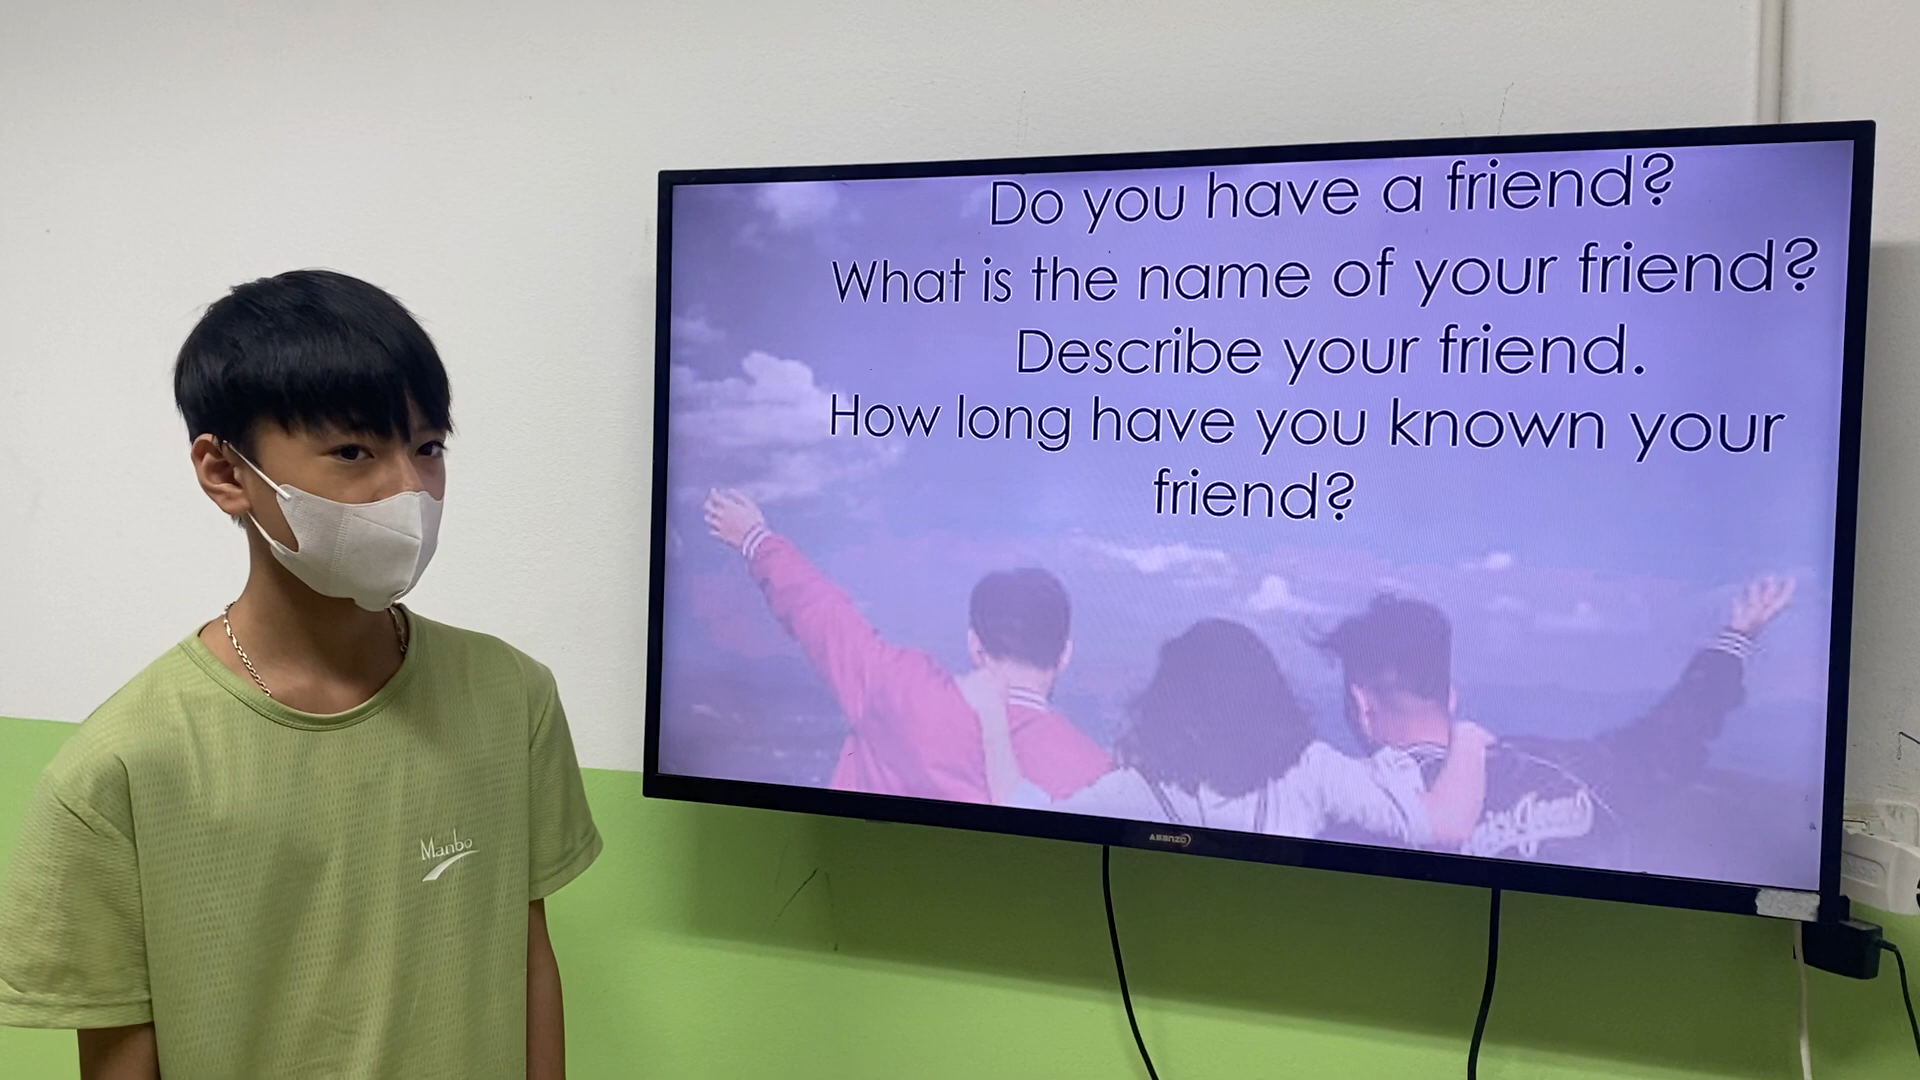 Do you have a friend?
What is the name of your friend?
Describe your friend.
How long have you known your
friend?
Manbo